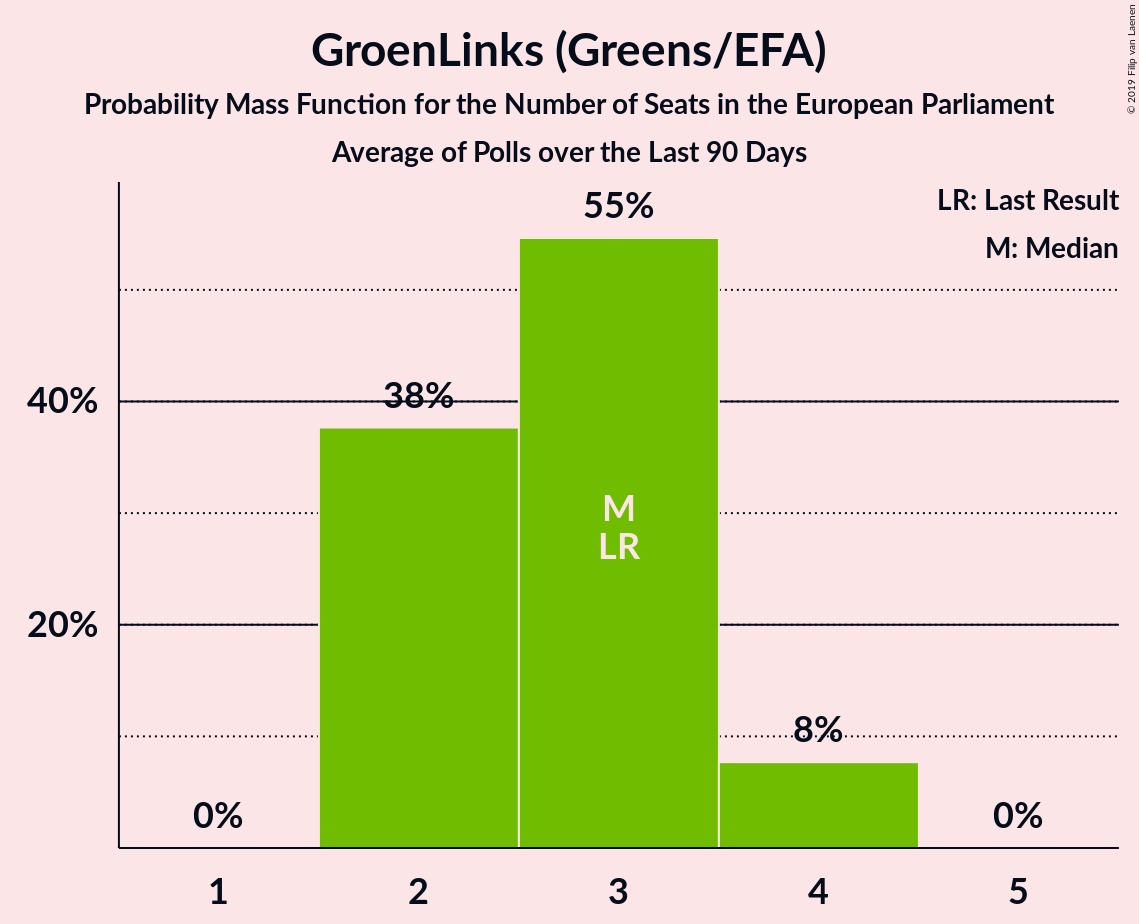 GroenLinks (Greens/EFA)
Probability Mass Function for the Number of Seats in the European Parliament
Average of Polls over the Last 90 Days
© 2019 Filip van Laenen
LR: Last Result
M: Median
55%
38%
40%
M
LR
20%
8%
0%
0%
1 2 3 4 5